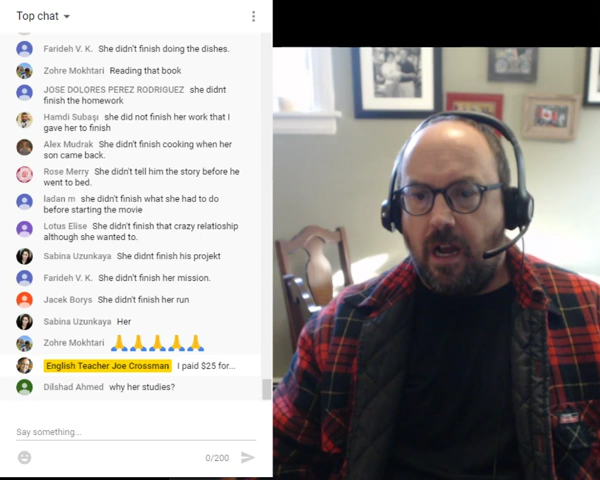 Top chat
Farideh V. K. She didn't finish doing the dishes.
Zohre Mokhtari Reading that book
JOSE DOLORES PEREZ RODRIGUEZ she didnt
finish the homework
Hamdi Subaşı she did not finish her work that I
gave her to finish
Alex Mudrak She didn't finish cooking when her
son came back.
Rose Merry She didn't tell him the story before he
went to bed.
ladan m she didn't finish what she had to do
before starting the movie
Lotus Elise She didn't finish that crazy relatioship
although she wanted to.
Sabina Uzunkaya She didnt finish his projekt
Farideh V. K. She didn't finish her mission.
Jacek Borys She didn't finish her run
Sabina Uzunkaya Her
Zohre Mokhtari 🙏🙏🙏🙏🙏
English Teacher Joe Crossman I paid $25 for...
Dilshad Ahmed why her studies?
Say something...
0/200